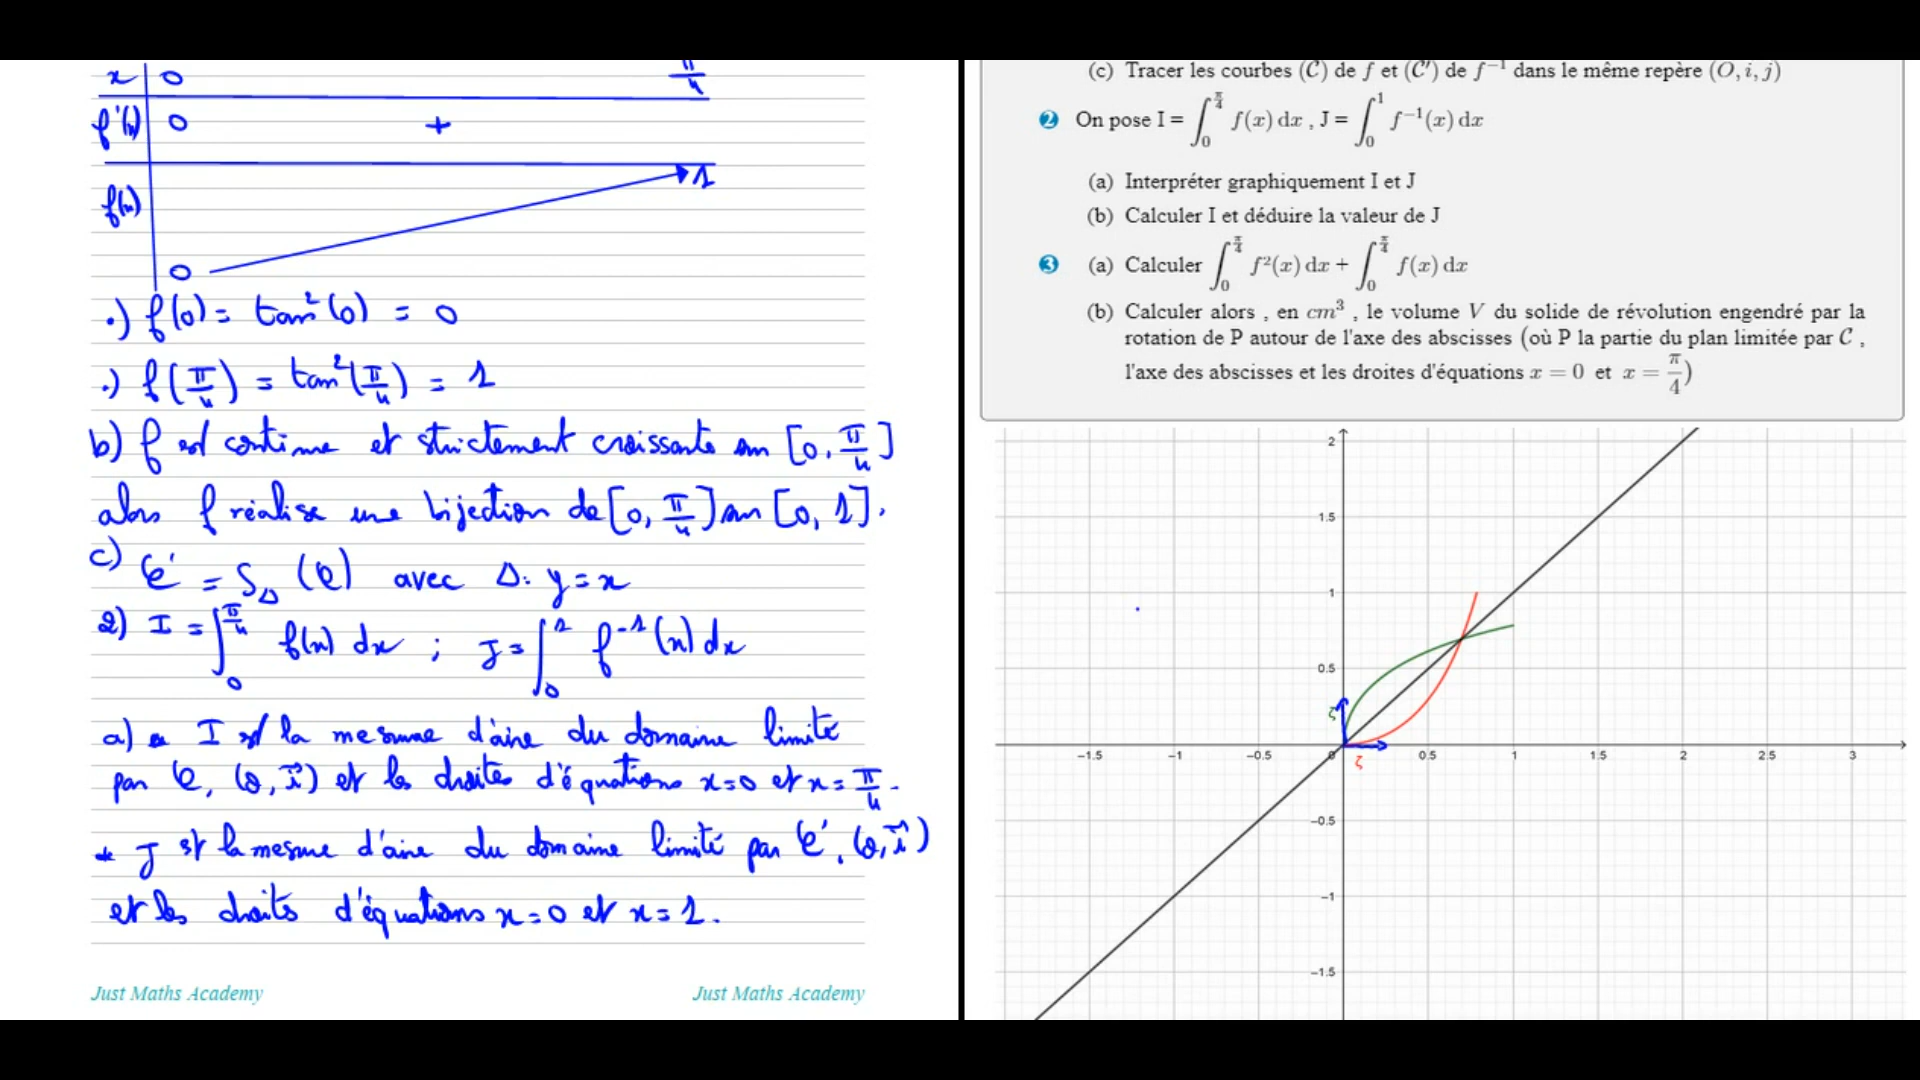 x 0 π/4
f'(x) 0 +
f(x) 0 1
•) f(0) = tan²(0) = 0
•) f(π/4) = tan²(π/4) = 1
b) f est continue et strictement croissante sur [0, π/4]
alors f réalise une bijection de [0, π/4] sur [0, 1].
c) C' = S_Δ (C) avec Δ: y = x
2) I = ∫_0^{π/4} f(x) dx ; J = ∫_0^1 f^{-1}(x) dx
a) * I est la mesure d'aire du domaine limité
par C, (O, i) et les droites d'équations x=0 et x = π/4.
* J est la mesure d'aire du domaine limité par C', (O, i)
et les droites d'équations x=0 et x=1.
Just Maths Academy Just Maths Academy
(c) Tracer les courbes (C) de f et (C') de f^{-1} dans le même repère (O, i, j)
2 On pose I = ∫_0^{π/4} f(x) dx , J = ∫_0^1 f^{-1}(x) dx
(a) Interpréter graphiquement I et J
(b) Calculer I et déduire la valeur de J
3 (a) Calculer ∫_0^{π/4} f²(x) dx + ∫_0^{π/4} f(x) dx
(b) Calculer alors , en cm³ , le volume V du solide de révolution engendré par la
rotation de P autour de l'axe des abscisses (où P la partie du plan limitée par C ,
l'axe des abscisses et les droites d'équations x = 0 et x = π/4)
2
1.5
1
0.5
-1.5 -1 -0.5 0 0.5 1 1.5 2 2.5 3
-0.5
-1
-1.5